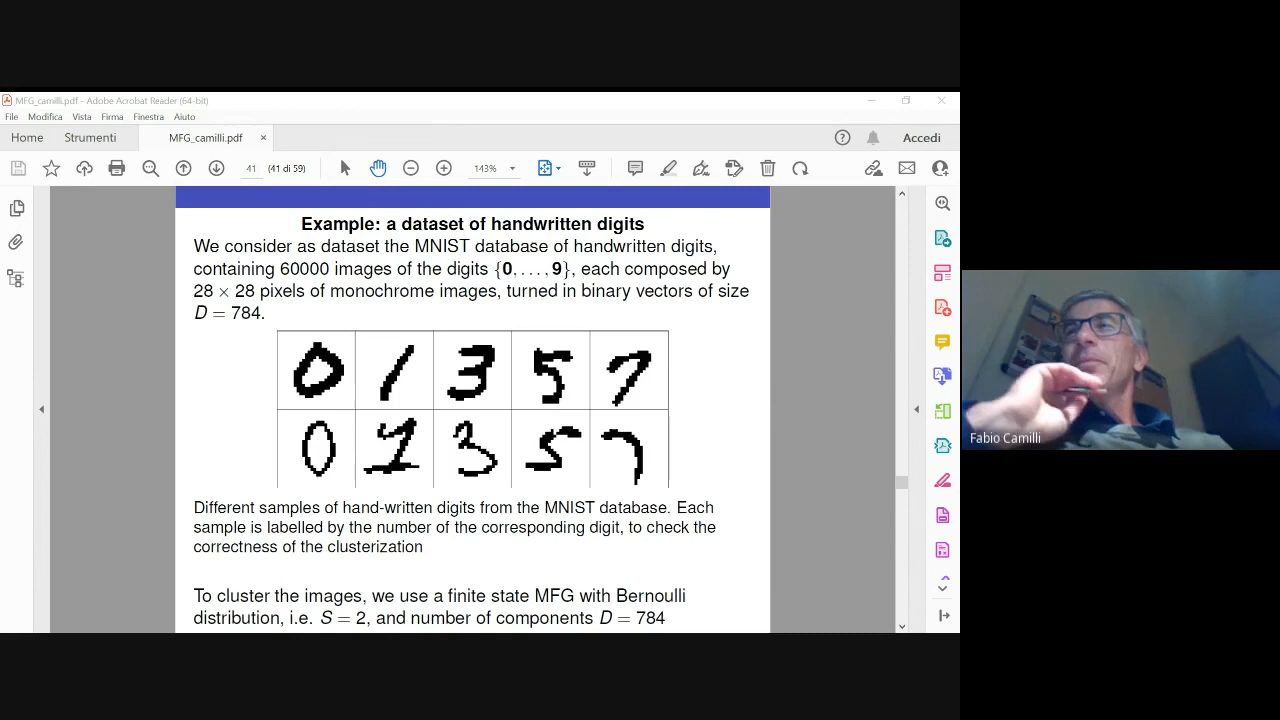 MFG_camilli.pdf - Adobe Acrobat Reader (64-bit)
File Modifica Vista Firma Finestra Aiuto
Home Strumenti MFG_camilli.pdf × Accedi
41 (41 di 59) 143%
Example: a dataset of handwritten digits
We consider as dataset the MNIST database of handwritten digits,
containing 60000 images of the digits {0, . . . , 9}, each composed by
28 × 28 pixels of monochrome images, turned in binary vectors of size
D = 784.
0 1 3 5 7
0 1 3 5 7
Different samples of hand-written digits from the MNIST database. Each
sample is labelled by the number of the corresponding digit, to check the
correctness of the clusterization
To cluster the images, we use a finite state MFG with Bernoulli
distribution, i.e. S = 2, and number of components D = 784
Fabio Camilli